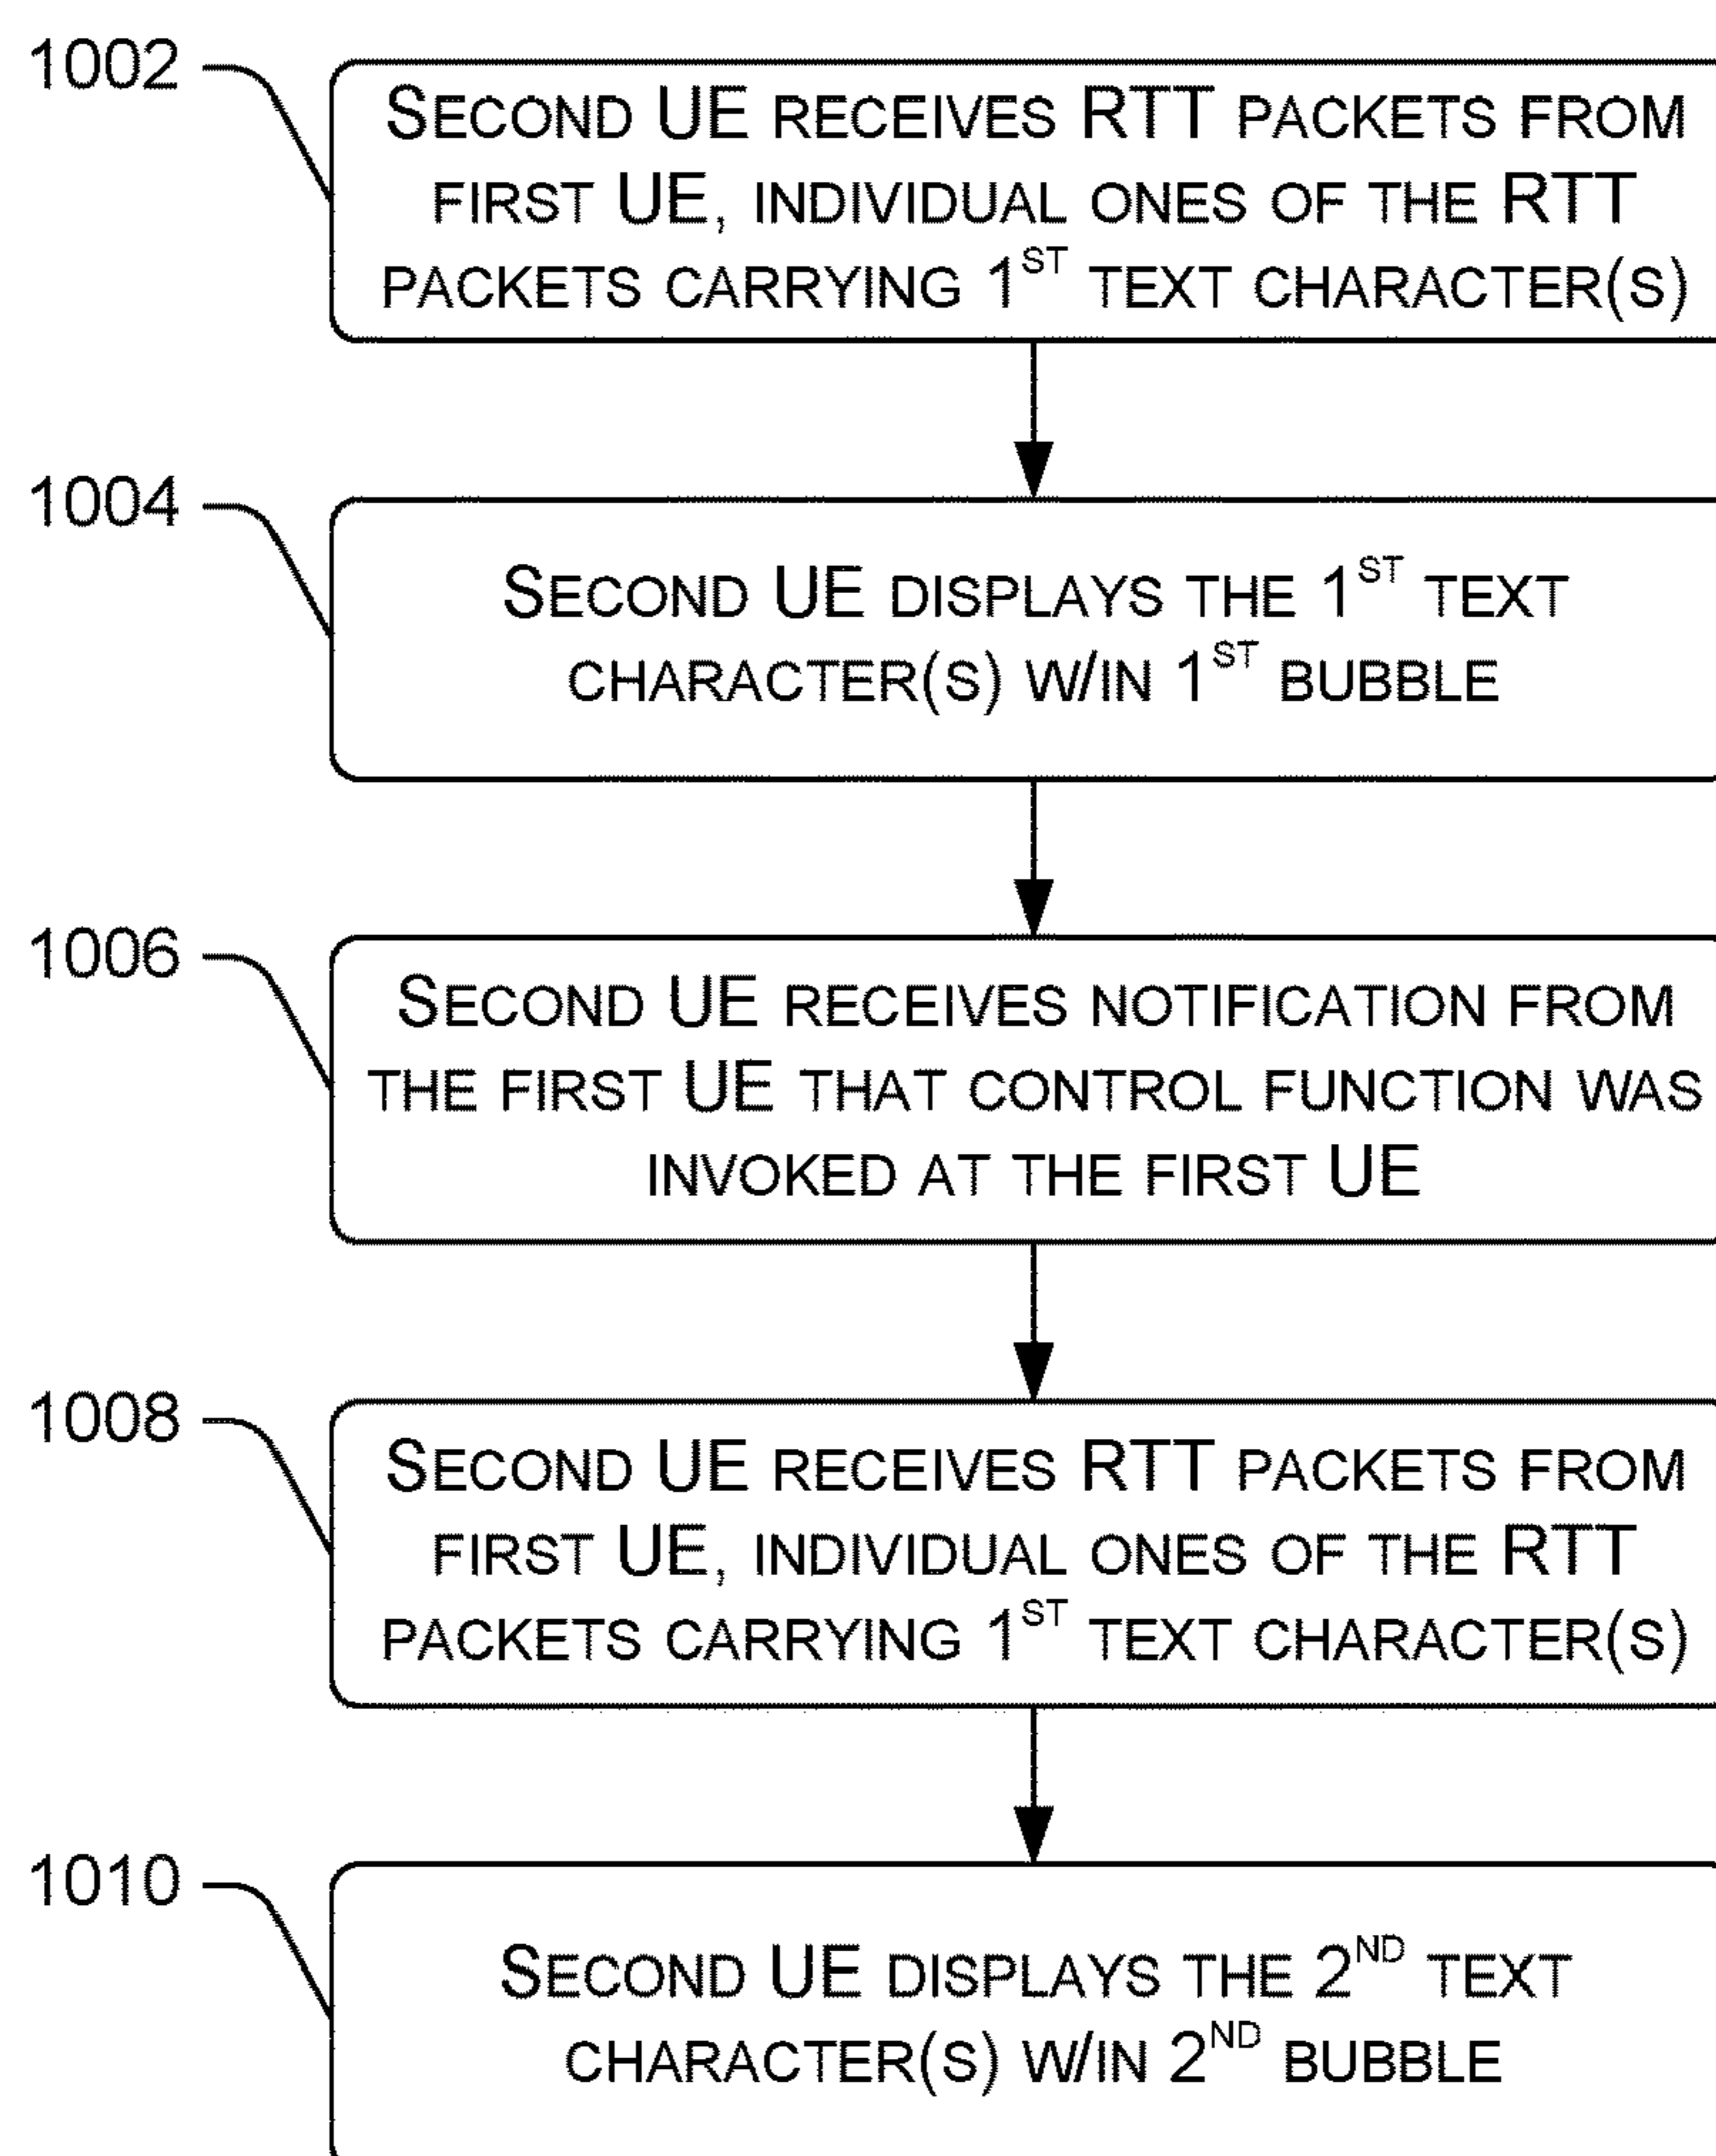 1002
SECOND UE RECEIVES RTT PACKETS FROM
FIRST UE, INDIVIDUAL ONES OF THE RTT
PACKETS CARRYING 1ST TEXT CHARACTER(S)
1004
SECOND UE DISPLAYS THE 1ST TEXT
CHARACTER(S) W/IN 1ST BUBBLE
1006
SECOND UE RECEIVES NOTIFICATION FROM
THE FIRST UE THAT CONTROL FUNCTION WAS
INVOKED AT THE FIRST UE
1008
SECOND UE RECEIVES RTT PACKETS FROM
FIRST UE, INDIVIDUAL ONES OF THE RTT
PACKETS CARRYING 1ST TEXT CHARACTER(S)
1010
SECOND UE DISPLAYS THE 2ND TEXT
CHARACTER(S) W/IN 2ND BUBBLE